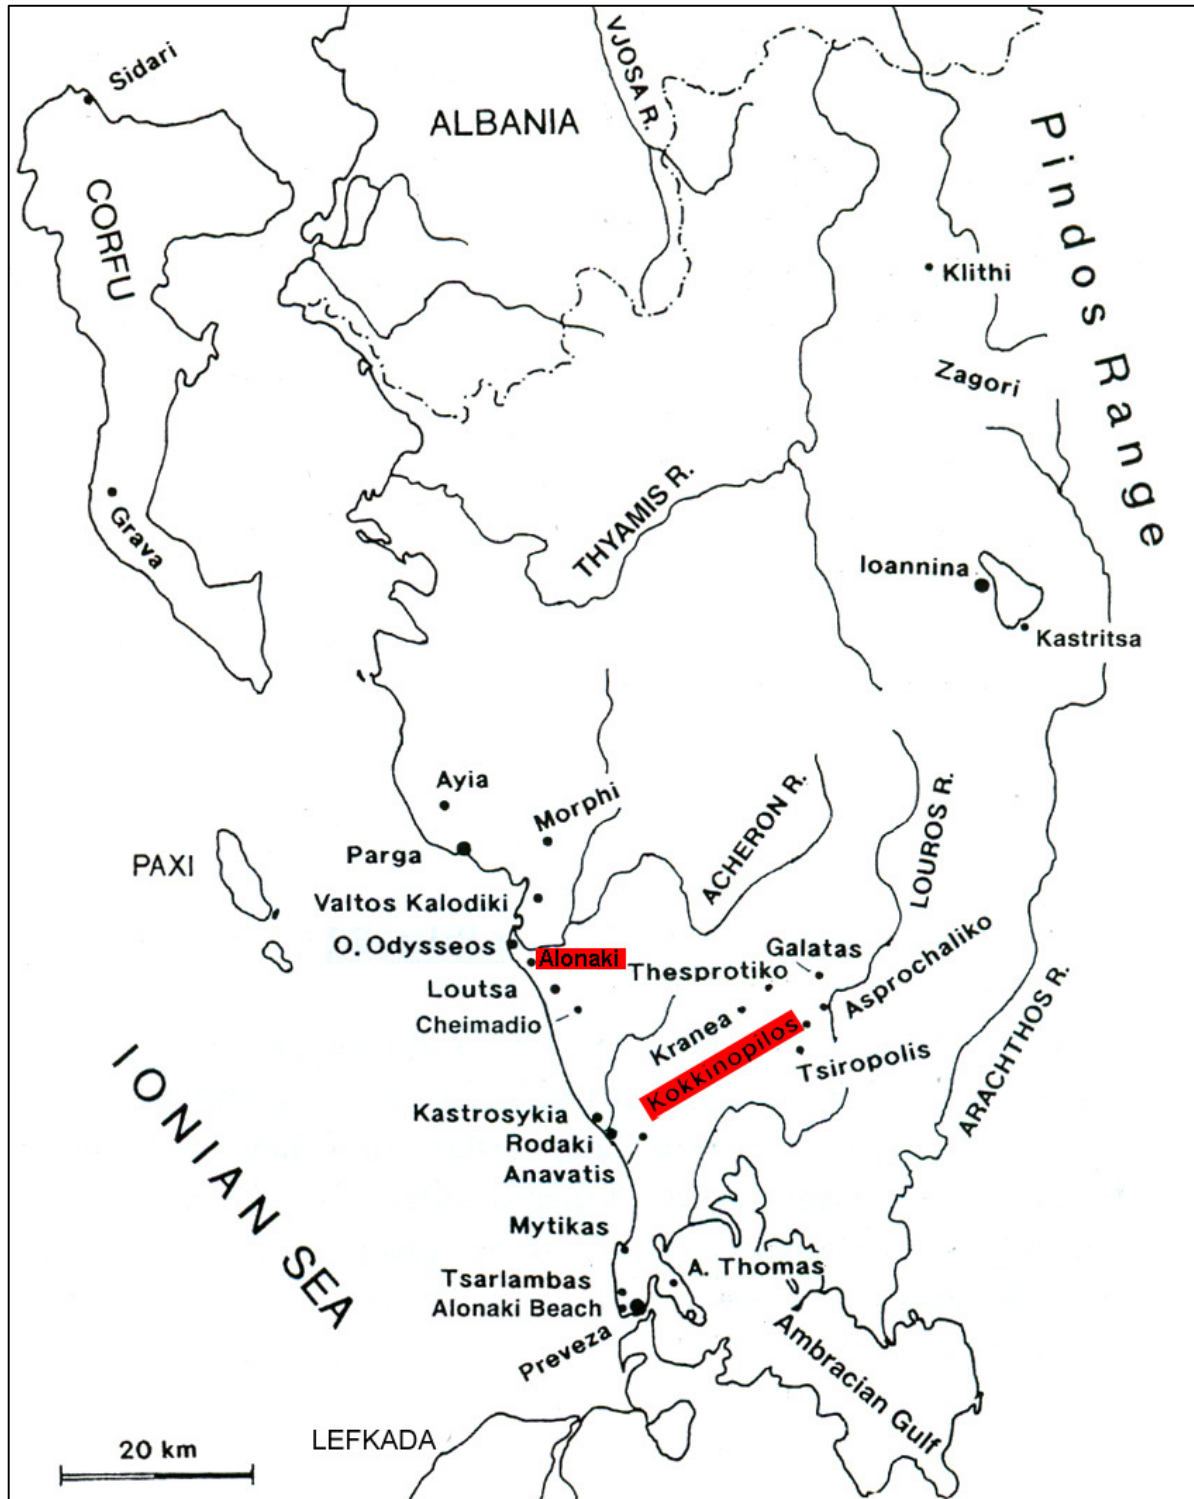 Sidari
ALBANIA
VJOSA R.
CORFU
Pindos Range
Klithi
Zagori
Grava
THYAMIS R.
Ioannina
Kastritsa
Ayia
Morphi
Parga
PAXI
ACHERON R.
LOUROS R.
Valtos Kalodiki
O. Odysseos
Alonaki
Galatas
Thesprotiko
Asprochaliko
Loutsa
Cheimadio
Kranea
Kokkinopilos
Tsiropolis
ARACHTHOS R.
IONIAN SEA
Kastrosykia
Rodaki
Anavatis
Mytikas
A. Thomas
Tsarlambas
Alonaki Beach
Preveza
Ambracian Gulf
LEFKADA
20 km